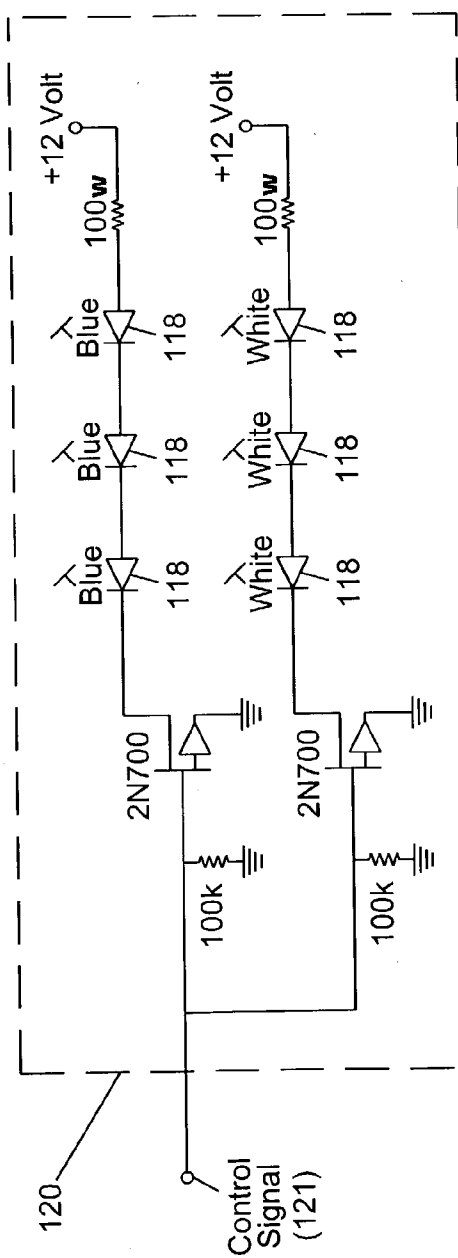 120
Control
Signal
(121)
2N700
100k
Blue
Blue
Blue
118
118
118
100w
+12 Volt
2N700
100k
White
White
White
118
118
118
100w
+12 Volt